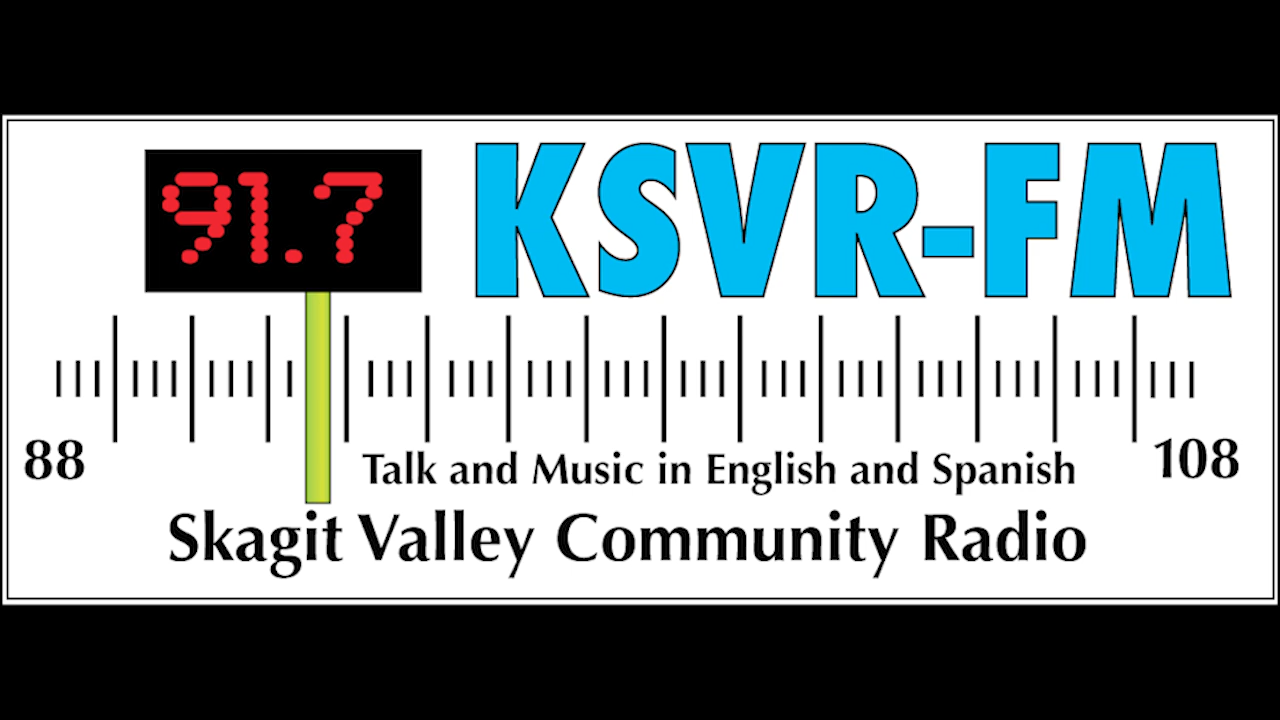 91.7
KSVR-FM
88
108
Talk and Music in English and Spanish
Skagit Valley Community Radio